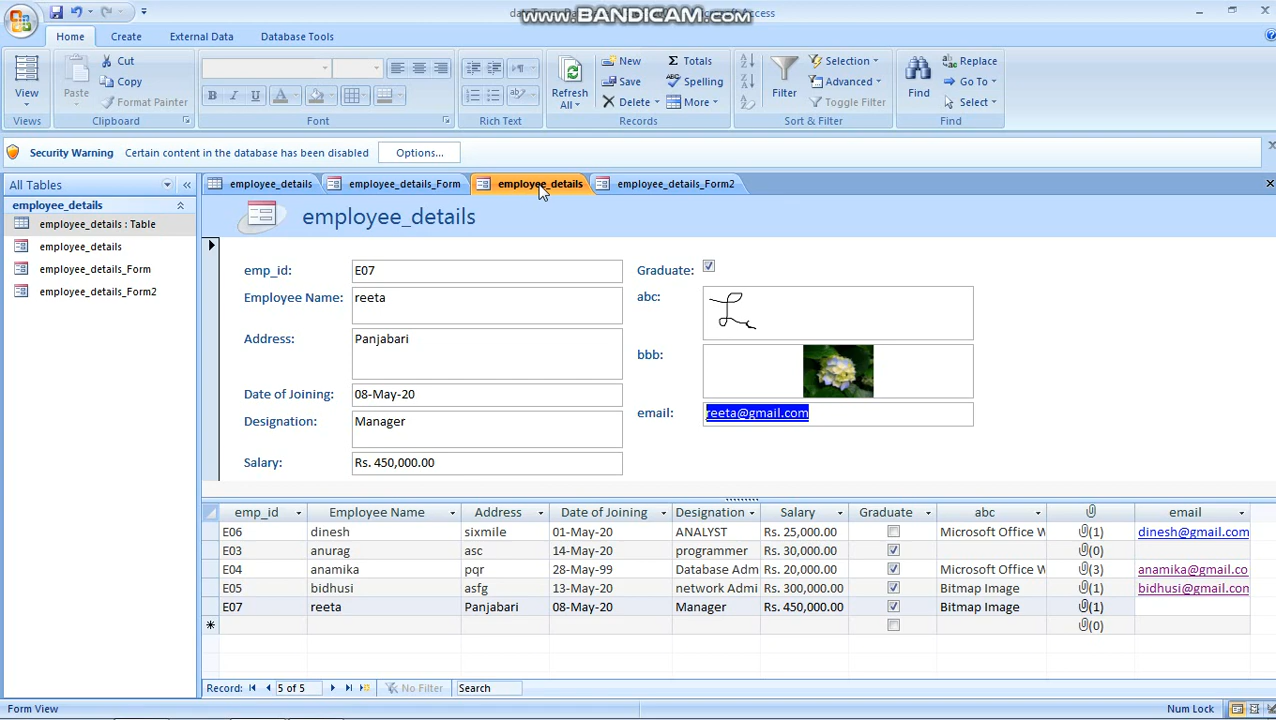 WWW.BANDICAM.COM
Home Create External Data Database Tools
View Paste Cut Copy Format Painter
Refresh All New Save Delete Totals Spelling More
Filter Selection Advanced Toggle Filter
Find Replace Go To Select
Views Clipboard Font Rich Text Records Sort & Filter Find
Security Warning Certain content in the database has been disabled Options...
All Tables
employee_details
employee_details : Table
employee_details
employee_details_Form
employee_details_Form2
employee_details employee_details_Form employee_details employee_details_Form2
employee_details
emp_id: E07
Employee Name: reeta
Address: Panjabari
Date of Joining: 08-May-20
Designation: Manager
Salary: Rs. 450,000.00
Graduate:
abc:
bbb:
email: reeta@gmail.com
emp_id Employee Name Address Date of Joining Designation Salary Graduate abc email
E06 dinesh sixmile 01-May-20 ANALYST Rs. 25,000.00 Microsoft Office W (1) dinesh@gmail.com
E03 anurag asc 14-May-20 programmer Rs. 30,000.00 (0)
E04 anamika pqr 28-May-99 Database Adm Rs. 20,000.00 Microsoft Office W (3) anamika@gmail.co
E05 bidhusi asfg 13-May-20 network Admi Rs. 300,000.00 Bitmap Image (1) bidhusi@gmail.con
E07 reeta Panjabari 08-May-20 Manager Rs. 450,000.00 Bitmap Image (1)
(0)
Record: 5 of 5 No Filter Search
Form View Num Lock